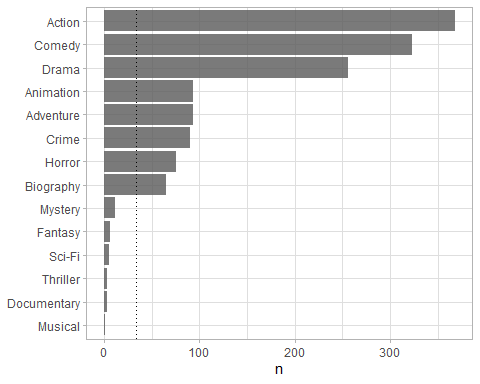 Action
Comedy
Drama
Animation
Adventure
Crime
Horror
Biography
Mystery
Fantasy
Sci-Fi
Thriller
Documentary
Musical
0 100 200 300
n